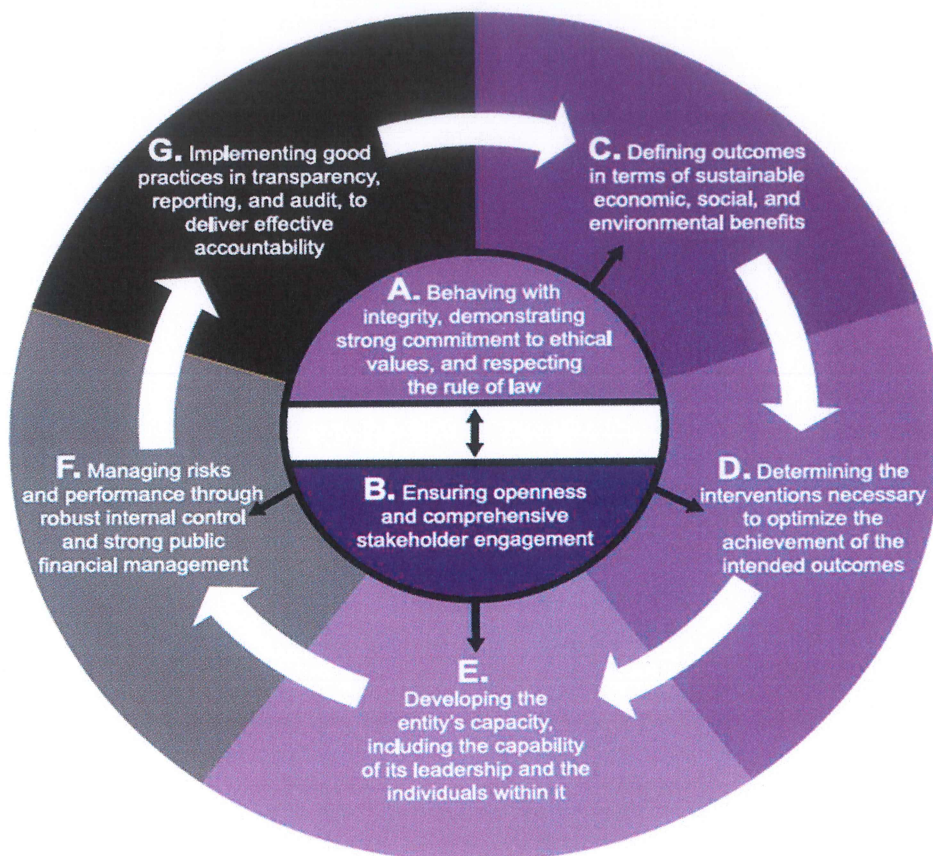 G. Implementing good
practices in transparency,
reporting, and audit, to
deliver effective
accountability
C. Defining outcomes
in terms of sustainable
economic, social, and
environmental benefits
A. Behaving with
integrity, demonstrating
strong commitment to ethical
values, and respecting
the rule of law
B. Ensuring openness
and comprehensive
stakeholder engagement
D. Determining the
interventions necessary
to optimize the
achievement of the
intended outcomes
E.
Developing the
entity's capacity,
including the capability
of its leadership and the
individuals within it
F. Managing risks
and performance through
robust internal control
and strong public
financial management